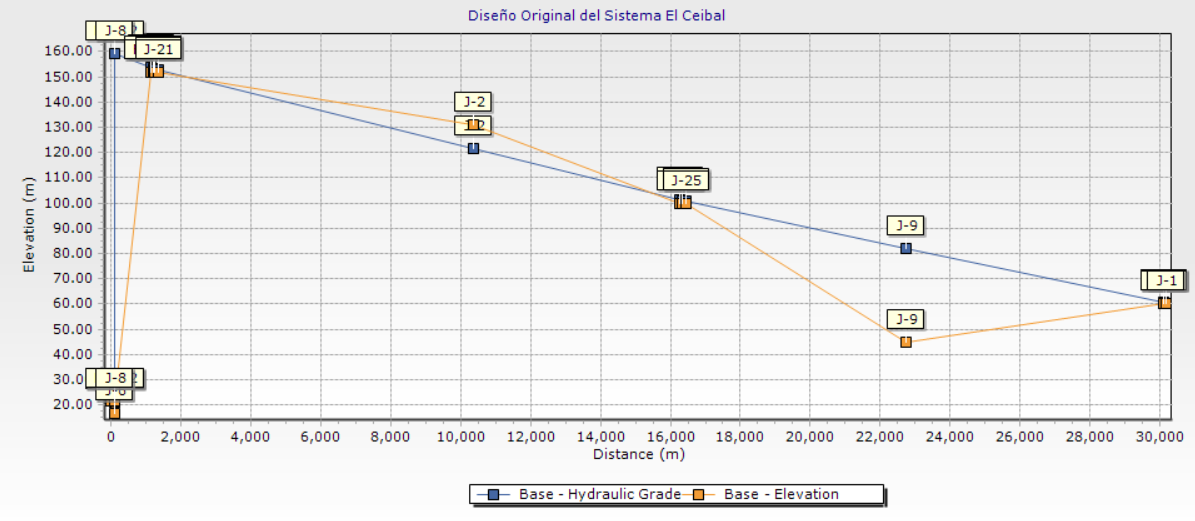 Diseño Original del Sistema El Ceibal
J-8
J-21
J-2
J-2
J-25
J-9
J-9
J-1
J-8
160.00
150.00
140.00
130.00
120.00
110.00
100.00
90.00
80.00
70.00
60.00
50.00
40.00
30.00
20.00
Elevation (m)
0 2,000 4,000 6,000 8,000 10,000 12,000 14,000 16,000 18,000 20,000 22,000 24,000 26,000 28,000 30,000
Distance (m)
Base - Hydraulic Grade Base - Elevation